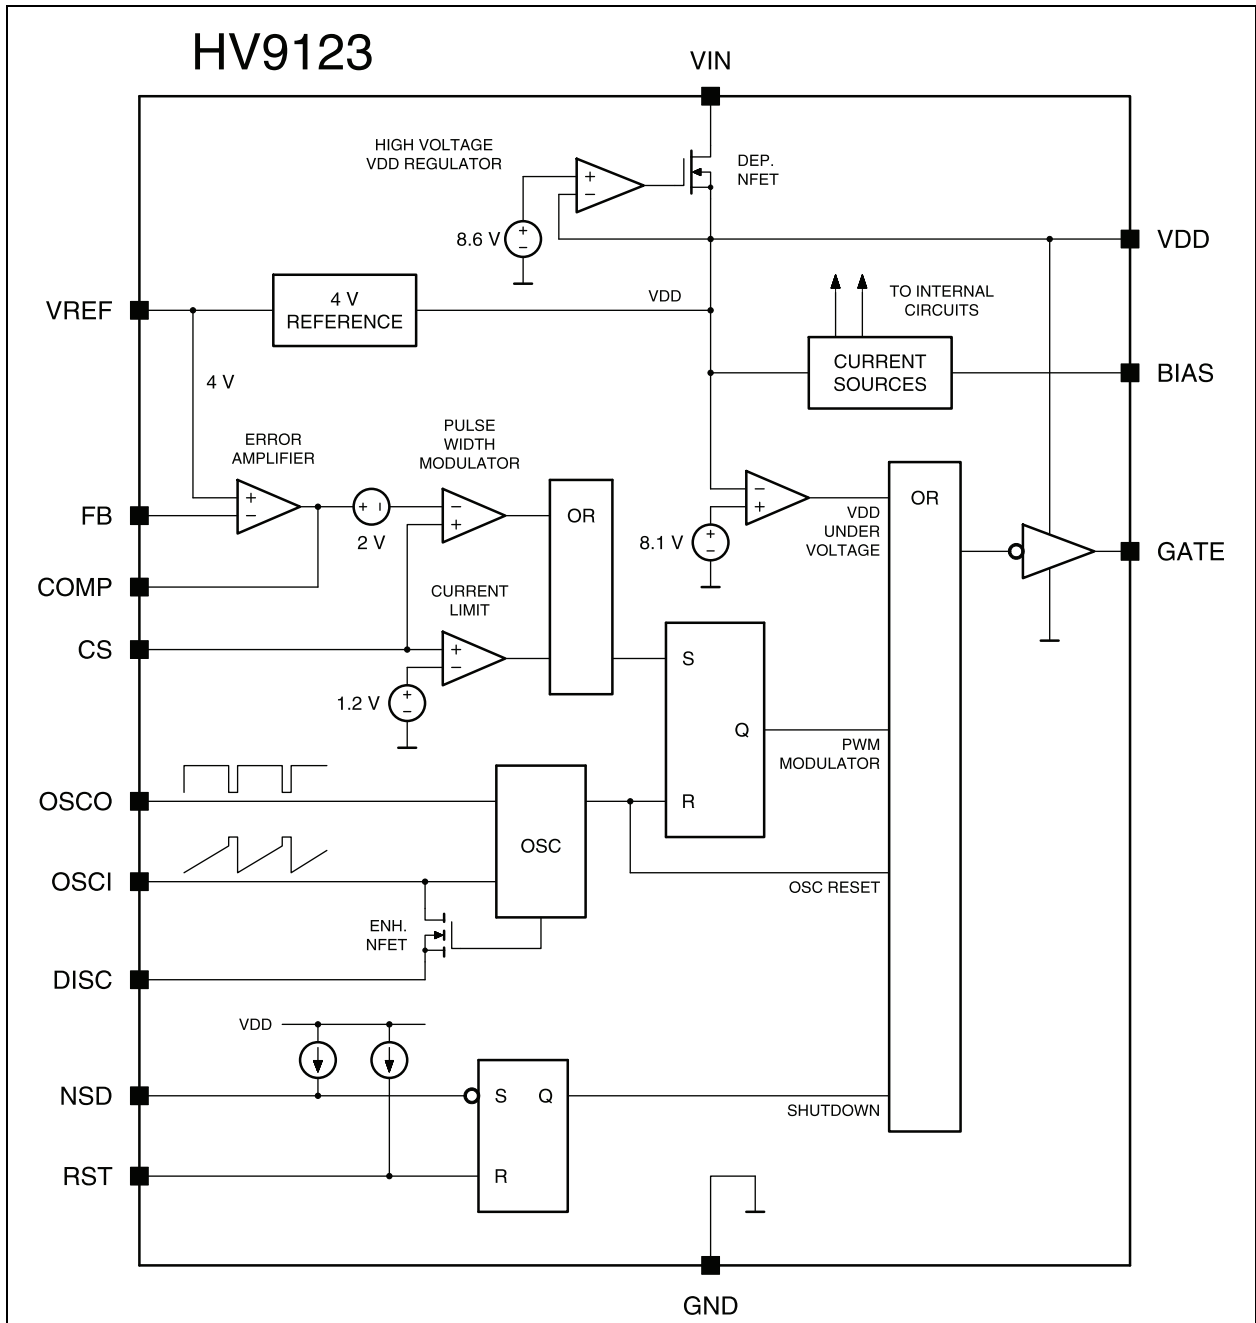 HV9123
VIN
HIGH VOLTAGE
VDD REGULATOR
DEP.
NFET
+
−
8.6 V
+
−
VDD
VREF
4 V
REFERENCE
VDD
TO INTERNAL
CIRCUITS
CURRENT
SOURCES
BIAS
4 V
ERROR
AMPLIFIER
PULSE
WIDTH
MODULATOR
+
−
+ −
2 V
−
+
OR
−
+
VDD
UNDER
VOLTAGE
8.1 V
+
−
OR
FB
GATE
COMP
CURRENT
LIMIT
CS
+
−
1.2 V
+
−
S
Q
R
PWM
MODULATOR
OSCO
OSC
OSCI
OSC RESET
ENH.
NFET
DISC
VDD
NSD
S Q
R
SHUTDOWN
RST
GND